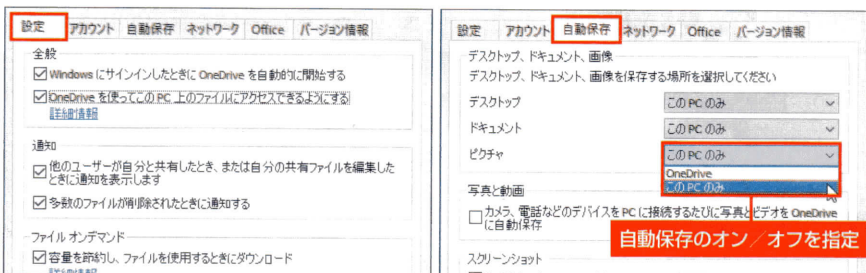 設定 アカウント 自動保存 ネットワーク Office バージョン情報
全般
Windows にサインインしたときに OneDrive を自動的に開始する
OneDrive を使ってこの PC 上のファイルにアクセスできるようにする
詳細情報
通知
他のユーザーが自分と共有したとき、または自分の共有ファイルを編集した
ときに通知を表示します
多数のファイルが削除されたときに通知する
ファイル オンデマンド
容量を節約し、ファイルを使用するときにダウンロード
詳細情報
設定 アカウント 自動保存 ネットワーク Office バージョン情報
デスクトップ、ドキュメント、画像
デスクトップ、ドキュメント、画像を保存する場所を選択してください
デスクトップ この PC のみ
ドキュメント この PC のみ
ピクチャ この PC のみ
OneDrive
この PC のみ
写真と動画
カメラ、電話などのデバイスを PC に接続するたびに写真とビデオを OneDrive
に自動保存
自動保存のオン／オフを指定
スクリーンショット